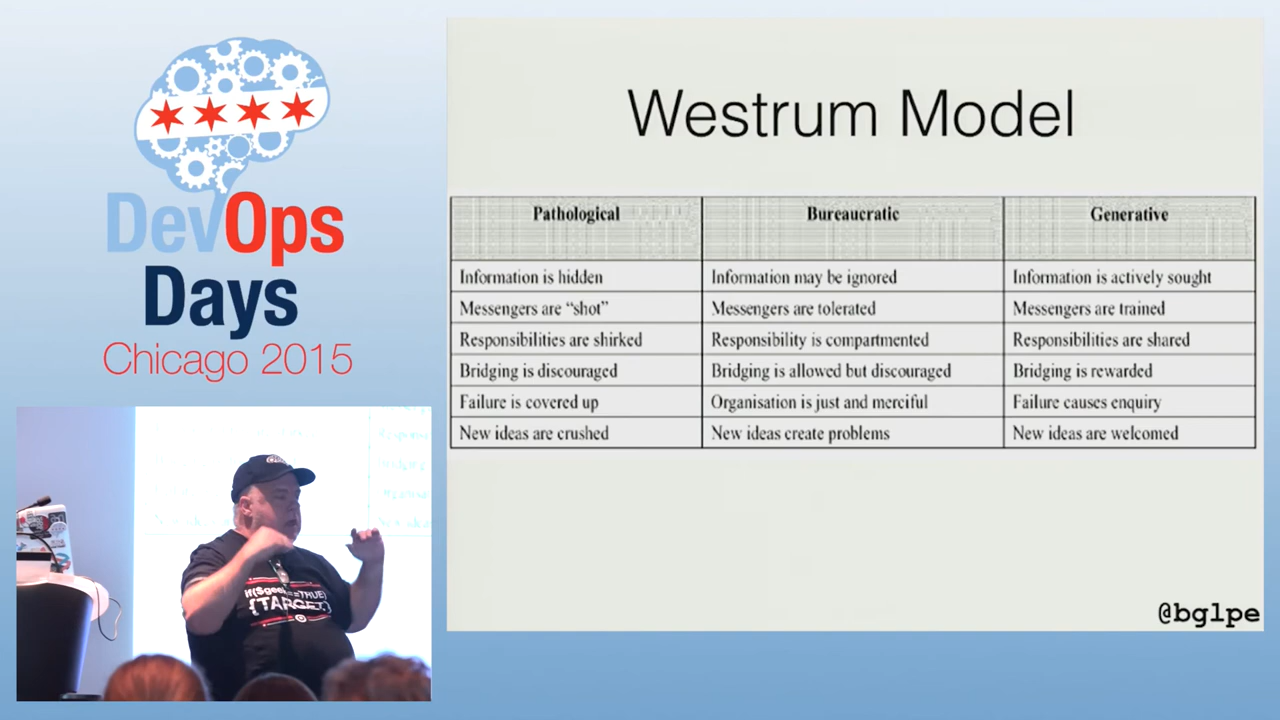 DevOps
Days
Chicago 2015
Westrum Model
Pathological
Bureaucratic
Generative
Information is hidden
Information may be ignored
Information is actively sought
Messengers are “shot”
Messengers are tolerated
Messengers are trained
Responsibilities are shirked
Responsibility is compartmented
Responsibilities are shared
Bridging is discouraged
Bridging is allowed but discouraged
Bridging is rewarded
Failure is covered up
Organisation is just and merciful
Failure causes enquiry
New ideas are crushed
New ideas create problems
New ideas are welcomed
{TARGET}
@bglpe